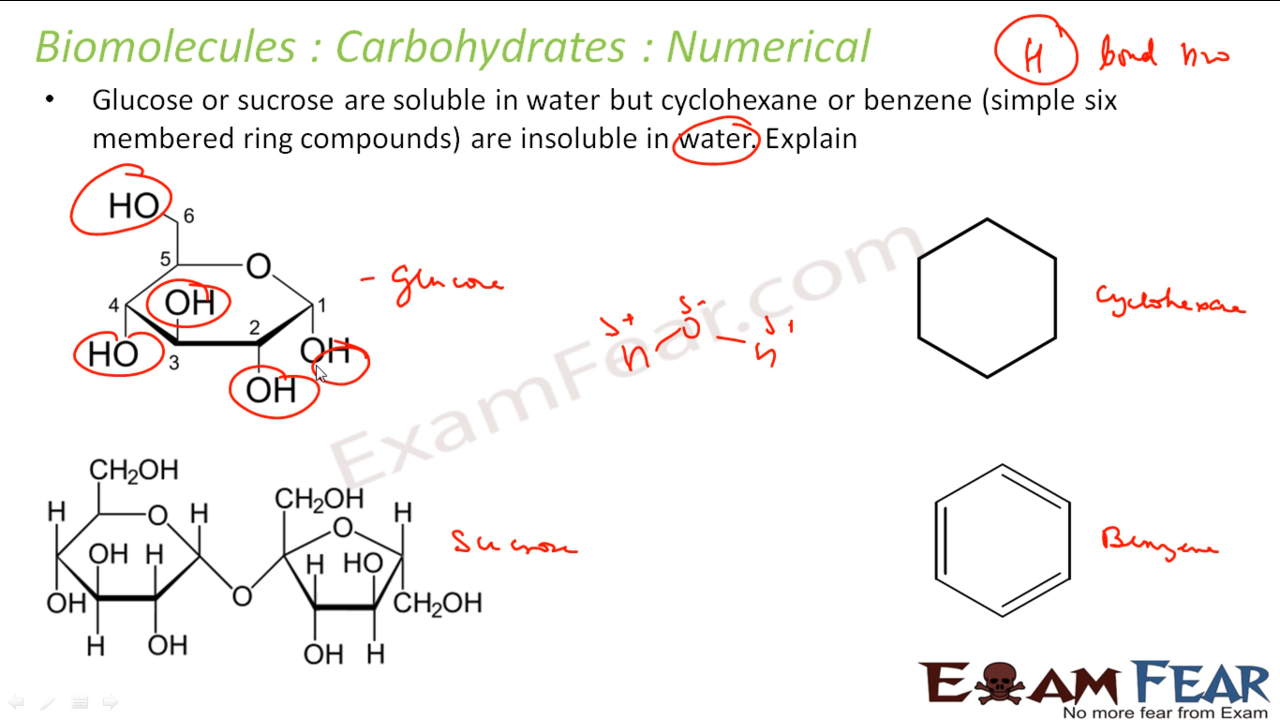 Biomolecules : Carbohydrates : Numerical
H bond H2O
• Glucose or sucrose are soluble in water but cyclohexane or benzene (simple six
membered ring compounds) are insoluble in water. Explain
HO
6
5
O
4
OH
1
2
HO
3
OH
OH
- Glucose
δ-
δ+ O δ+
H H
Cyclohexane
ExamFear.com
CH2OH
H
O
H
OH H
OH
H
OH
O
CH2OH
O
H
H HO
CH2OH
OH H
Sucrose
Benzene
EXAM FEAR
No more fear from Exam